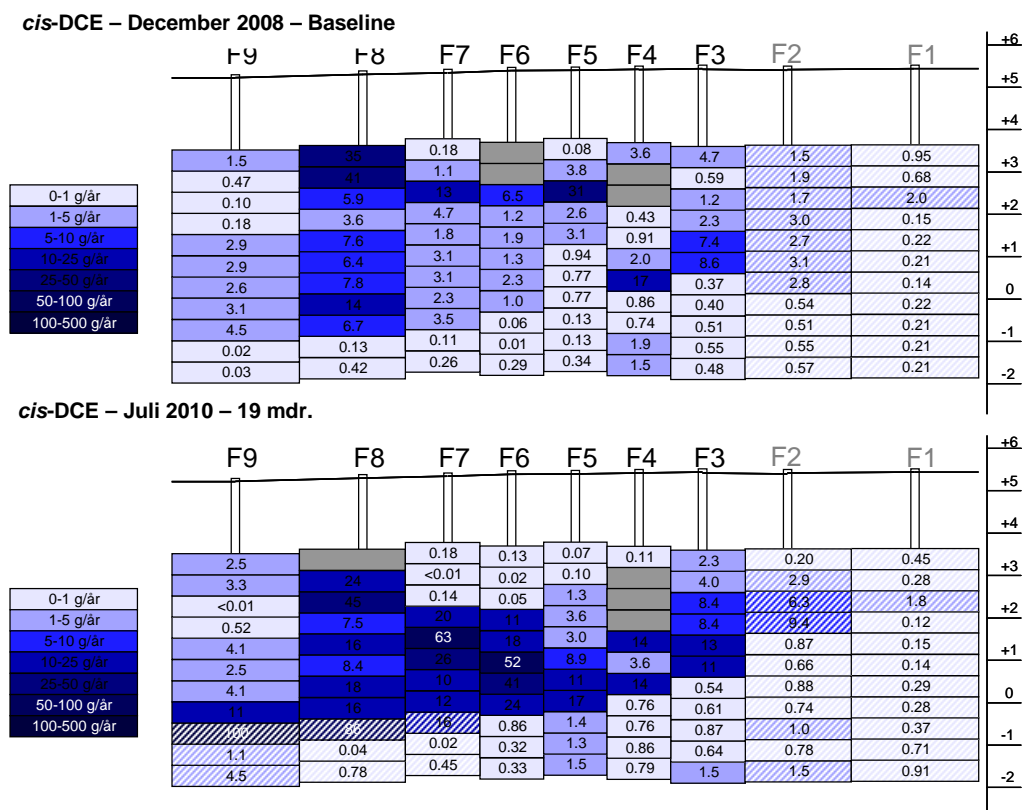 cis-DCE – December 2008 – Baseline
F9 F8 F7 F6 F5 F4 F3 F2 F1
+6
+5
+4
+3
+2
+1
0
-1
-2
0-1 g/år
1-5 g/år
5-10 g/år
10-25 g/år
25-50 g/år
50-100 g/år
100-500 g/år
1.5 0.18 0.08 3.6 4.7 1.5 0.95
0.47 41 1.1 3.8 0.59 1.9 0.68
0.10 5.9 13 6.5 31 1.2 1.7 2.0
0.18 3.6 4.7 1.2 2.6 0.43 2.3 3.0 0.15
2.9 7.6 1.8 1.9 3.1 0.91 7.4 2.7 0.22
2.9 6.4 3.1 1.3 0.94 2.0 8.6 3.1 0.21
2.6 7.8 3.1 2.3 0.77 17 0.37 2.8 0.14
3.1 14 2.3 1.0 0.77 0.86 0.40 0.54 0.22
4.5 6.7 3.5 0.06 0.13 0.74 0.51 0.51 0.21
0.02 0.13 0.11 0.01 0.13 1.9 0.55 0.55 0.21
0.03 0.42 0.26 0.29 0.34 1.5 0.48 0.57 0.21
cis-DCE – Juli 2010 – 19 mdr.
F9 F8 F7 F6 F5 F4 F3 F2 F1
+6
+5
+4
+3
+2
+1
0
-1
-2
0-1 g/år
1-5 g/år
5-10 g/år
10-25 g/år
25-50 g/år
50-100 g/år
100-500 g/år
2.5 0.18 0.13 0.07 0.11 2.3 0.20 0.45
3.3 24 <0.01 0.02 0.10 4.0 2.9 0.28
<0.01 45 0.14 0.05 1.3 8.4 6.3 1.8
0.52 7.5 20 11 3.6 8.4 9.4 0.12
4.1 16 63 18 3.0 14 13 0.87 0.15
2.5 8.4 26 52 8.9 3.6 11 0.66 0.14
4.1 18 10 41 11 14 0.54 0.88 0.29
11 16 12 24 17 0.76 0.61 0.74 0.28
100 16 0.86 1.4 0.76 0.87 1.0 0.37
1.1 0.04 0.02 0.32 1.3 0.86 0.64 0.78 0.71
4.5 0.78 0.45 0.33 1.5 0.79 1.5 1.5 0.91